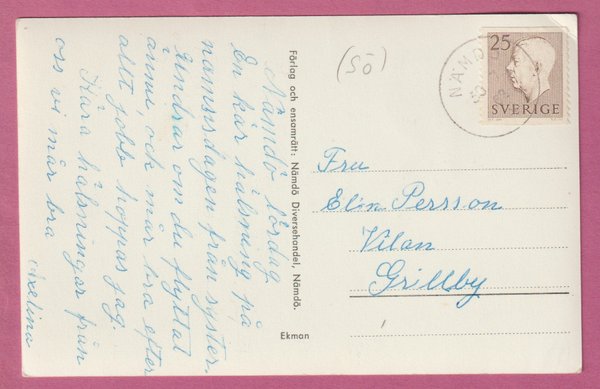 Nämdö lördag
En kär hälsning på
namnsdagen från syster.
Undrar om du flyttat
ännu, och mår bra efter
allt jobb hoppas jag.
Kära hälsningar från
oss vi mår bra
Axelina
Förlag och ensamrätt: Nämdö Diversehandel, Nämdö.
Ekman
(SÖ)
NÄMDÖ
25
SVERIGE
Fru
Elin Persson
Vilan
Grillby